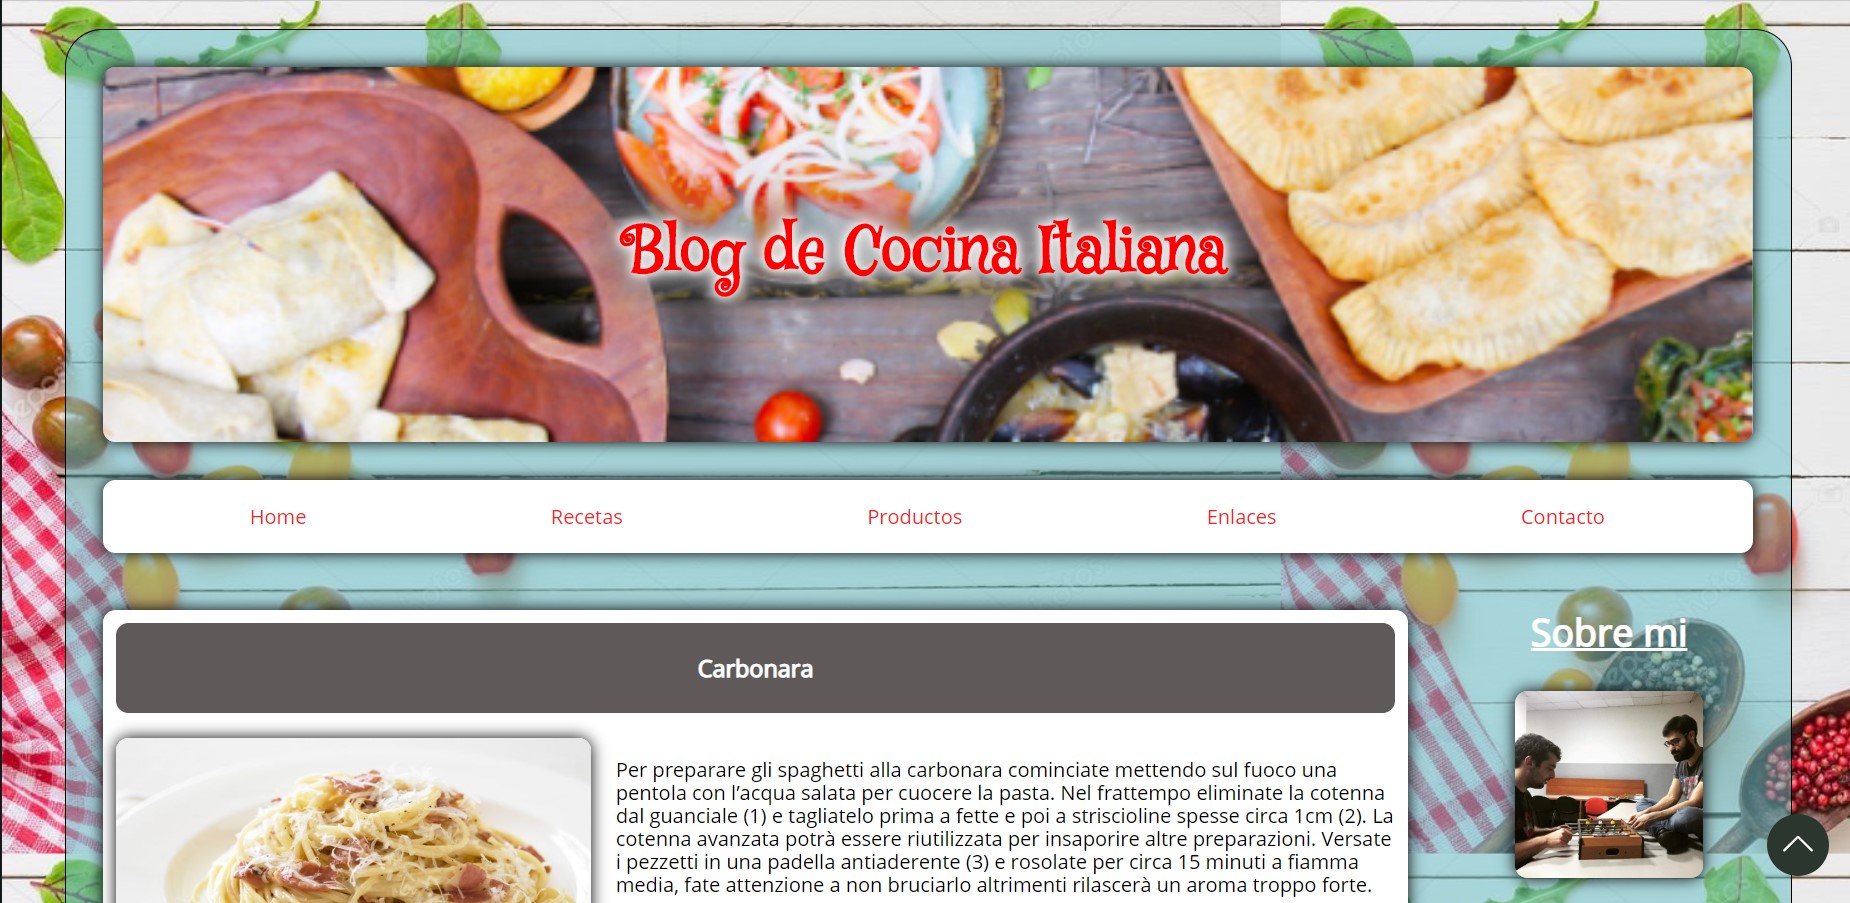 Blog de Cocina Italiana
Home Recetas Productos Enlaces Contacto
Carbonara
Per preparare gli spaghetti alla carbonara cominciate mettendo sul fuoco una
pentola con l’acqua salata per cuocere la pasta. Nel frattempo eliminate la cotenna
dal guanciale (1) e tagliatelo prima a fette e poi a striscioline spesse circa 1cm (2). La
cotenna avanzata potrà essere riutilizzata per insaporire altre preparazioni. Versate
i pezzetti in una padella antiaderente (3) e rosolate per circa 15 minuti a fiamma
media, fate attenzione a non bruciarlo altrimenti rilascerà un aroma troppo forte.
Sobre mi